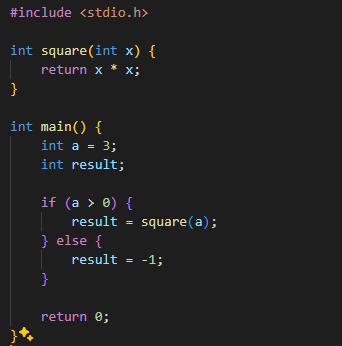 #include <stdio.h>

int square(int x) {
    return x * x;
}

int main() {
    int a = 3;
    int result;

    if (a > 0) {
        result = square(a);
    } else {
        result = -1;
    }

    return 0;
}